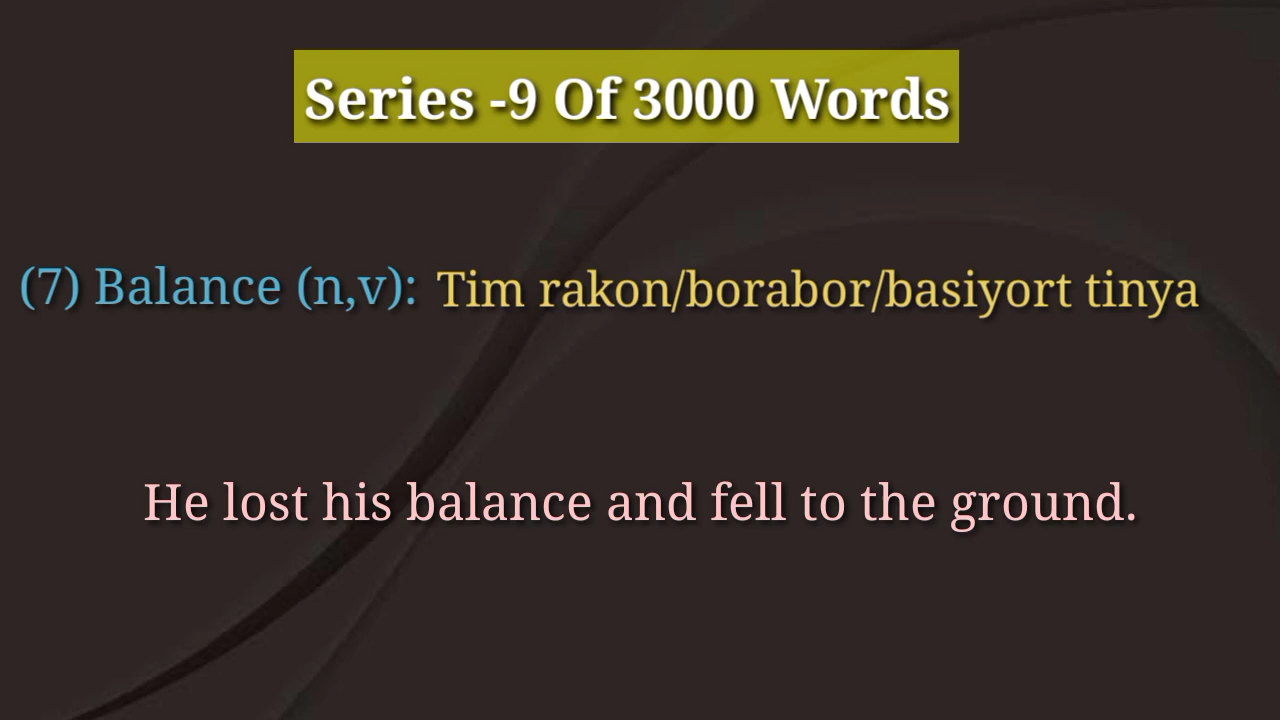 Series -9 Of 3000 Words
(7) Balance (n,v): Tim rakon/borabor/basiyort tinya
He lost his balance and fell to the ground.